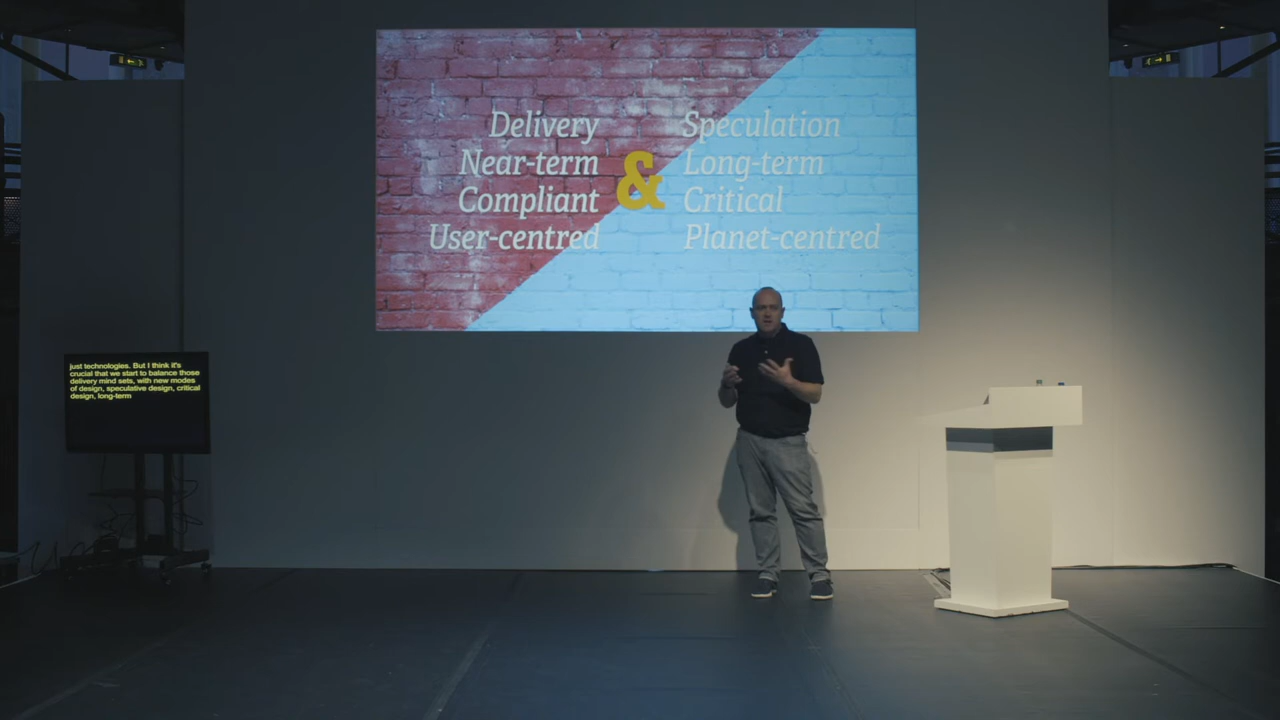 Delivery
Near-term
Compliant
User-centred
&
Speculation
Long-term
Critical
Planet-centred
just technologies. But I think it's
crucial that we start to balance those
delivery mind sets, with new modes
of design, speculative design, critical
design, long-term